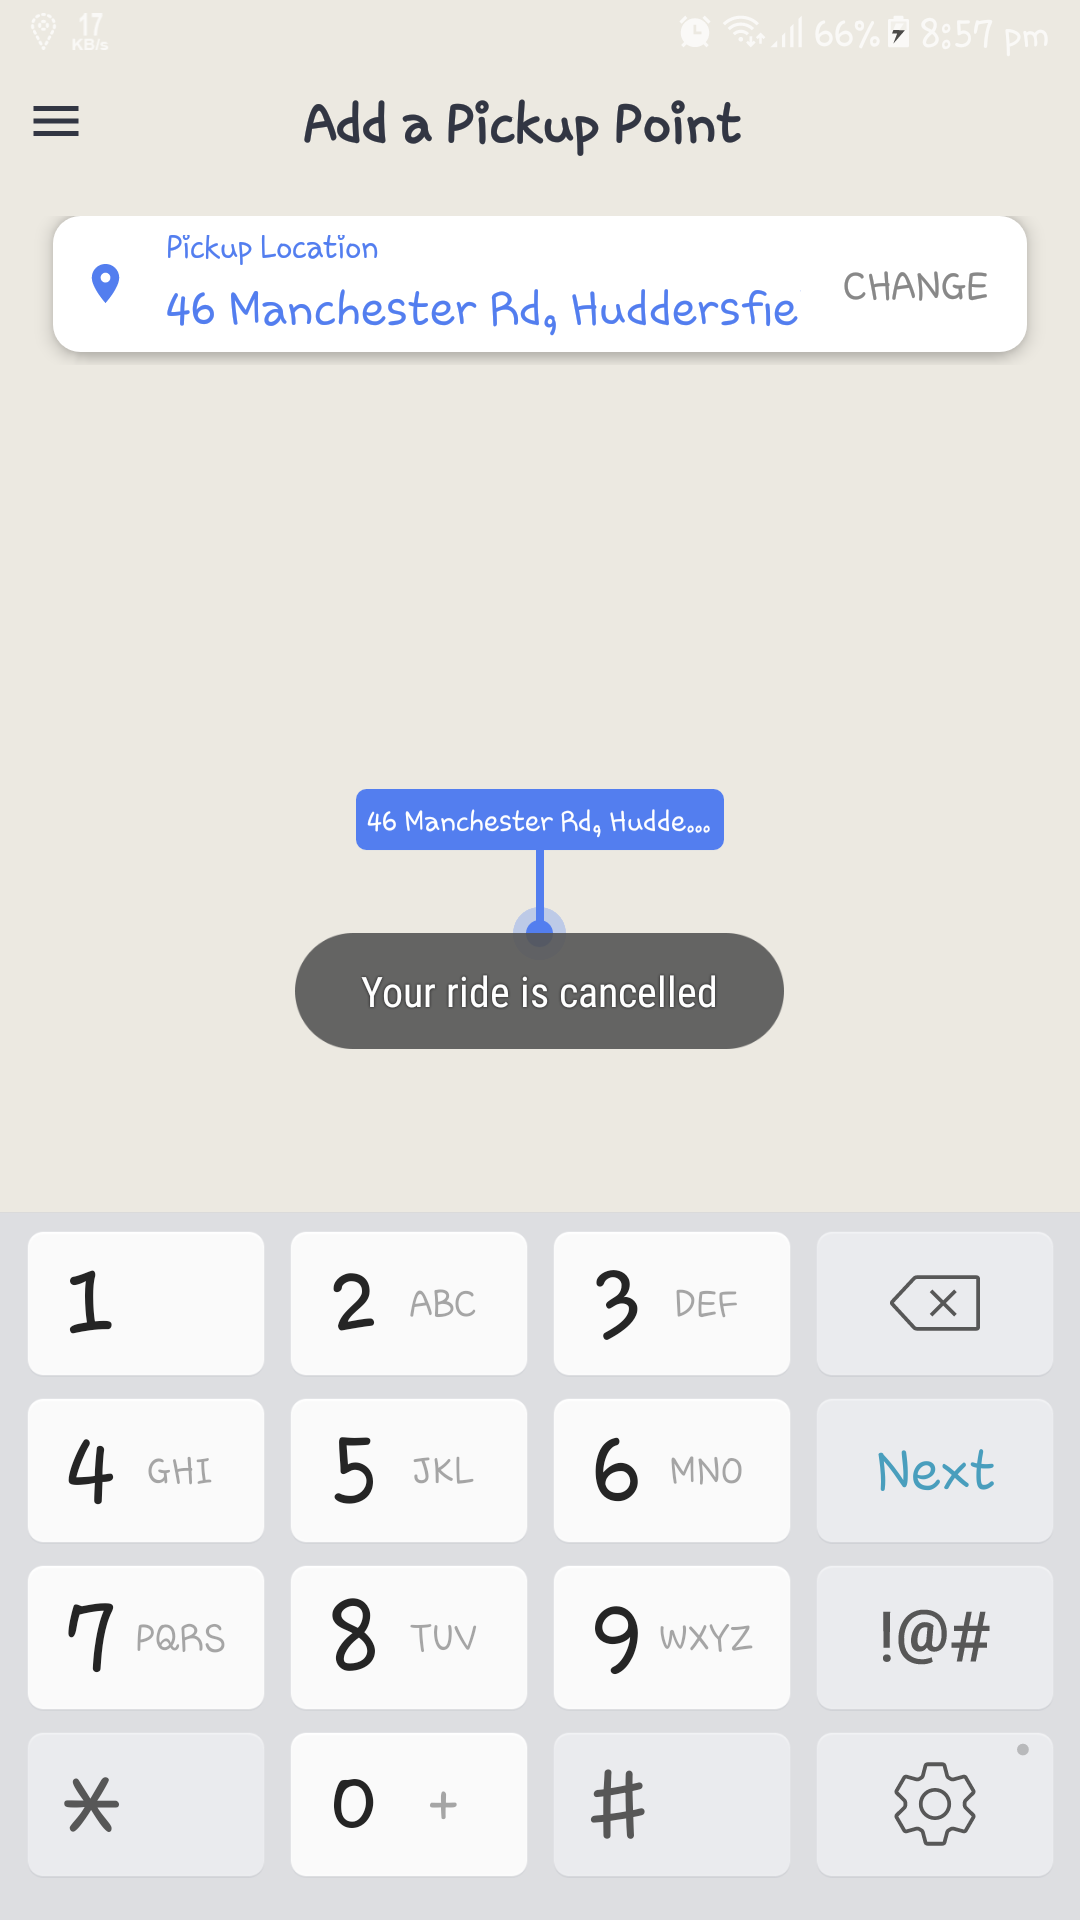 17
KB/s
66% 8:57 pm
Add a Pickup Point
Pickup Location
46 Manchester Rd, Huddersfie
CHANGE
46 Manchester Rd, Hudde...
Your ride is cancelled
1
2 ABC
3 DEF
4 GHI
5 JKL
6 MNO
Next
7 PQRS
8 TUV
9 WXYZ
!@#
*
0 +
#